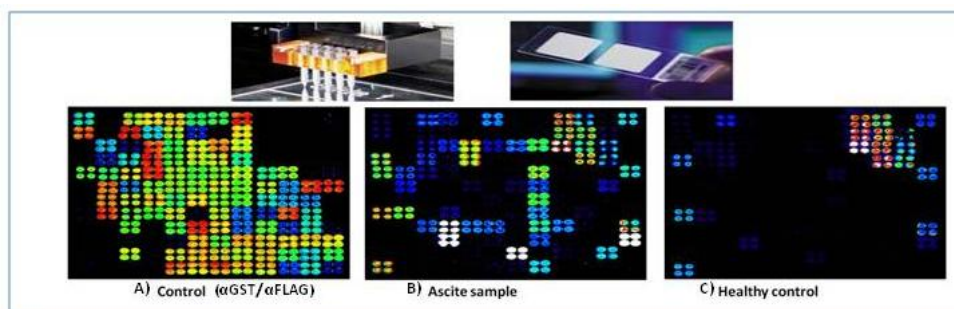 A) Control (αGST/αFLAG)
B) Ascite sample
C) Healthy control